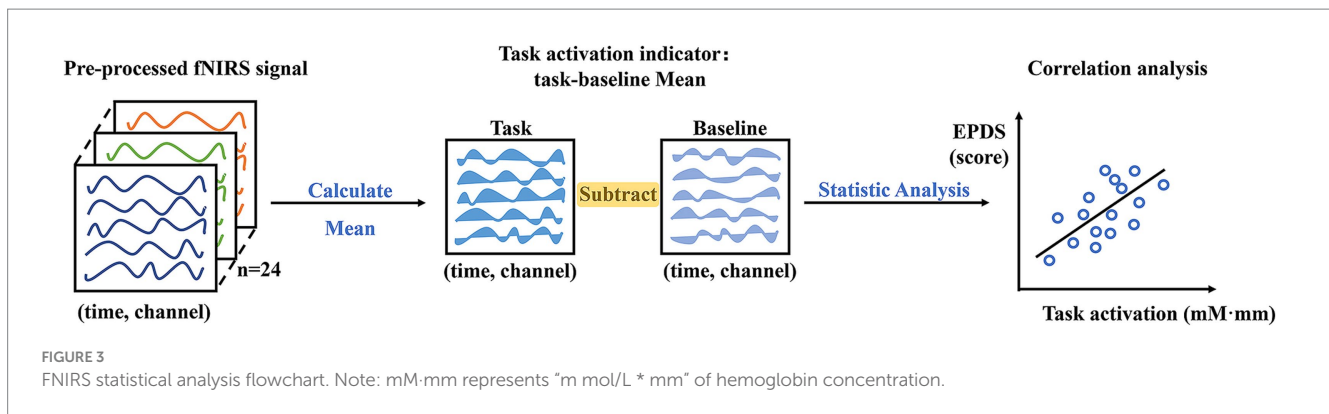 Pre-processed fNIRS signal
n=24
(time, channel)
Calculate
Mean
Task activation indicator:
task-baseline Mean
Task
(time, channel)
Subtract
Baseline
(time, channel)
Statistic Analysis
Correlation analysis
EPDS
(score)
Task activation (mM·mm)
FIGURE 3
FNIRS statistical analysis flowchart. Note: mM·mm represents “m mol/L * mm” of hemoglobin concentration.